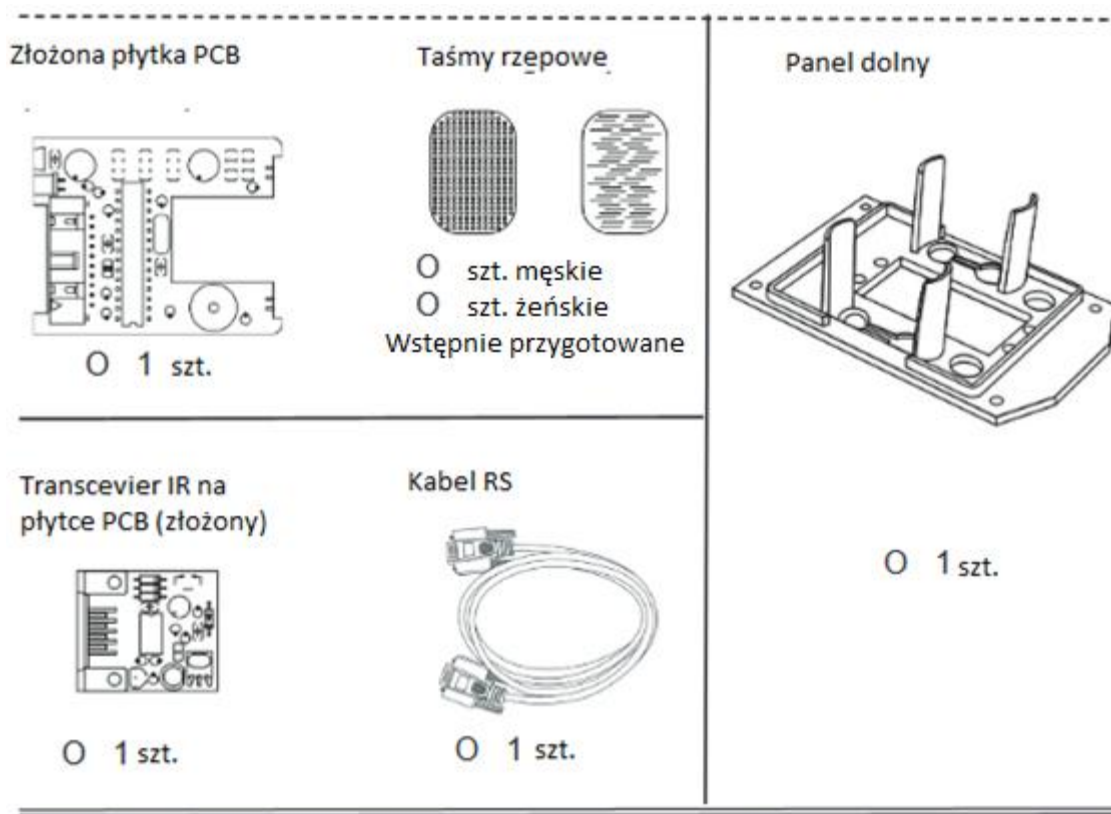 Złożona płytka PCB
O 1 szt.
Taśmy rzępowe
O szt. męskie
O szt. żeńskie
Wstępnie przygotowane
Panel dolny
O 1 szt.
Transcevier IR na
płytce PCB (złożony)
O 1 szt.
Kabel RS
O 1 szt.